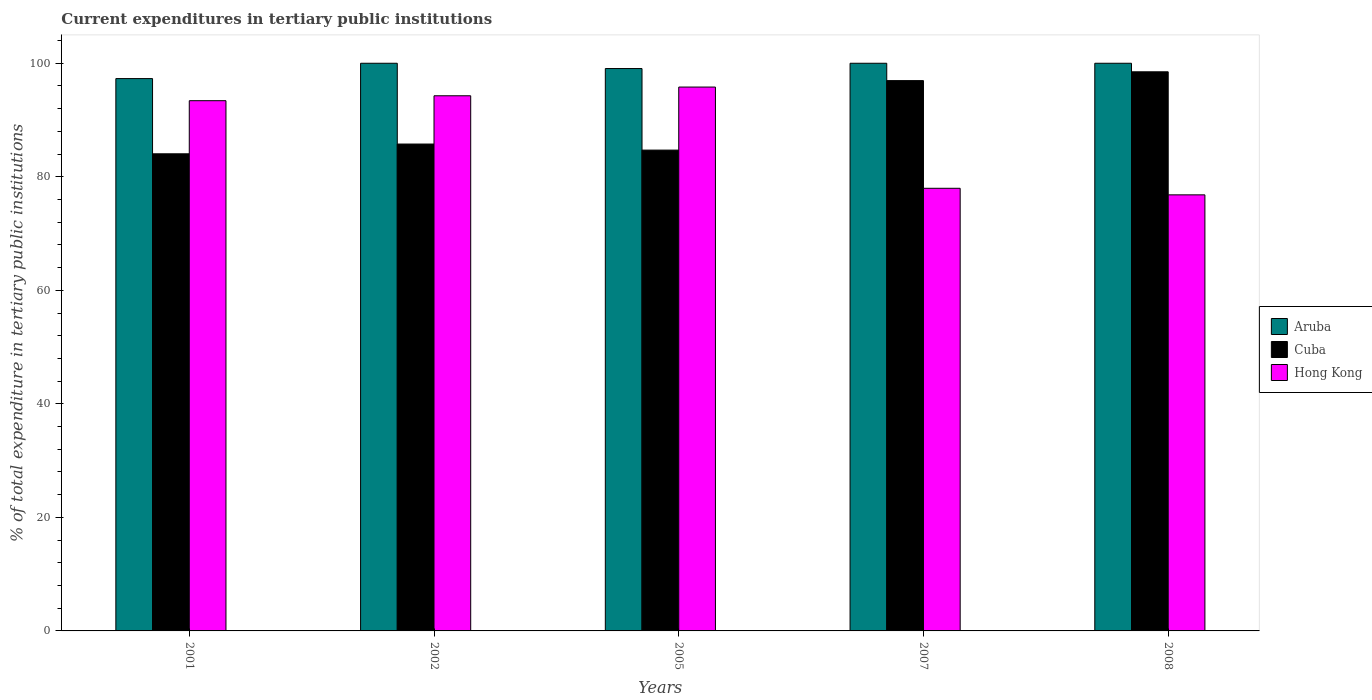 Current expenditures in tertiary public institutions
% of total expenditure in tertiary public institutions
100
80
60
40
20
0
2001
2002
2005
2007
2008
Years
Aruba
Cuba
Hong Kong